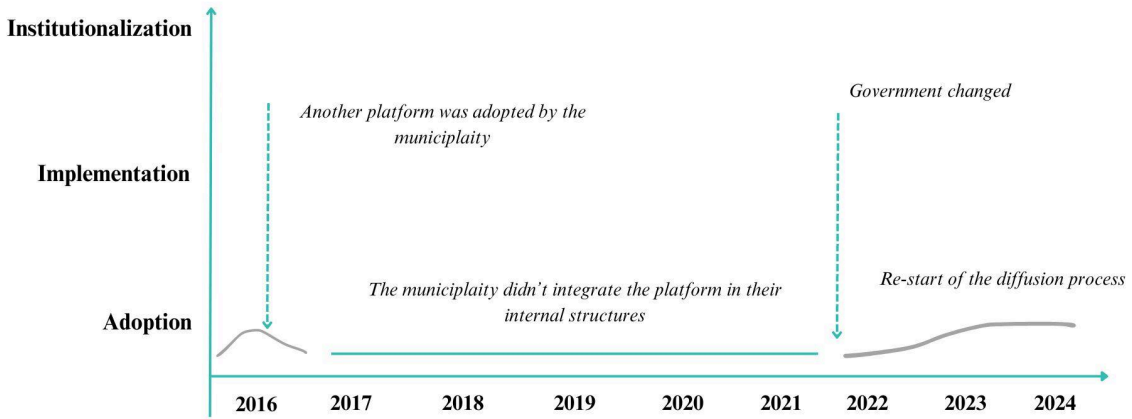 Institutionalization
Government changed
Another platform was adopted by the
municiplaity
Implementation
Re-start of the diffusion process
The municiplaity didn't integrate the platform in their
internal structures
Adoption
2016 2017 2018 2019 2020 2021 2022 2023 2024